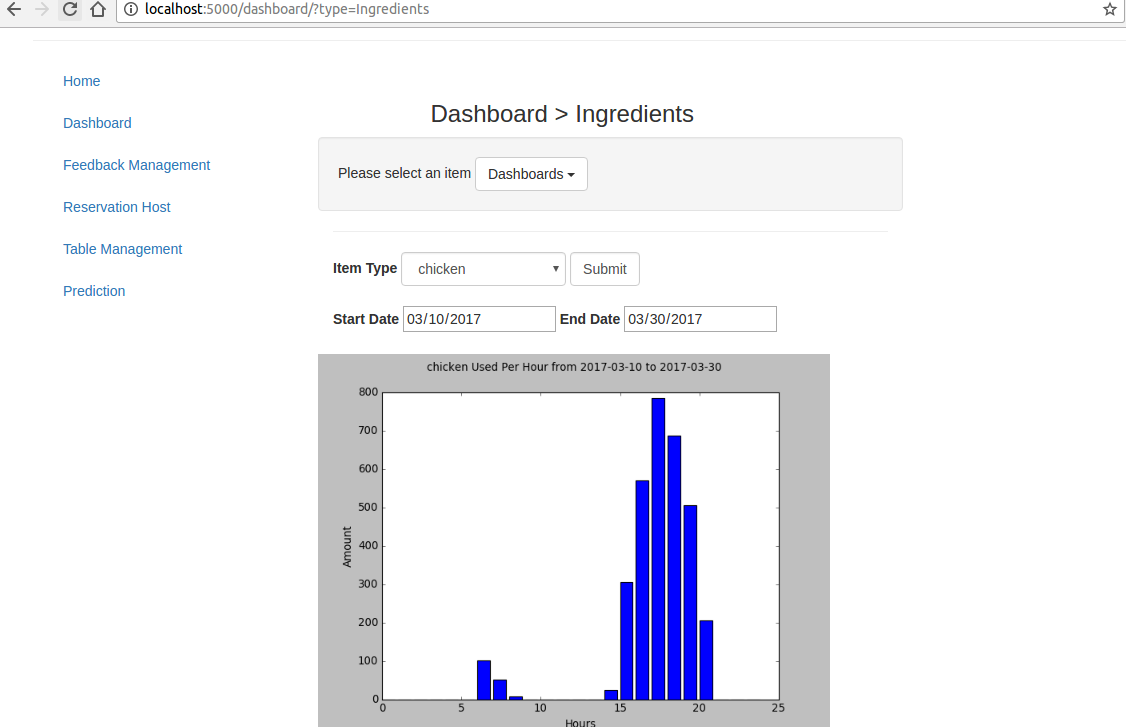 localhost:5000/dashboard/?type=Ingredients
Home
Dashboard
Feedback Management
Reservation Host
Table Management
Prediction
Dashboard > Ingredients
Please select an item Dashboards
Item Type chicken Submit
Start Date 03/10/2017 End Date 03/30/2017
chicken Used Per Hour from 2017-03-10 to 2017-03-30
Amount
800
700
600
500
400
300
200
100
0
0 5 10 15 20 25
Hours